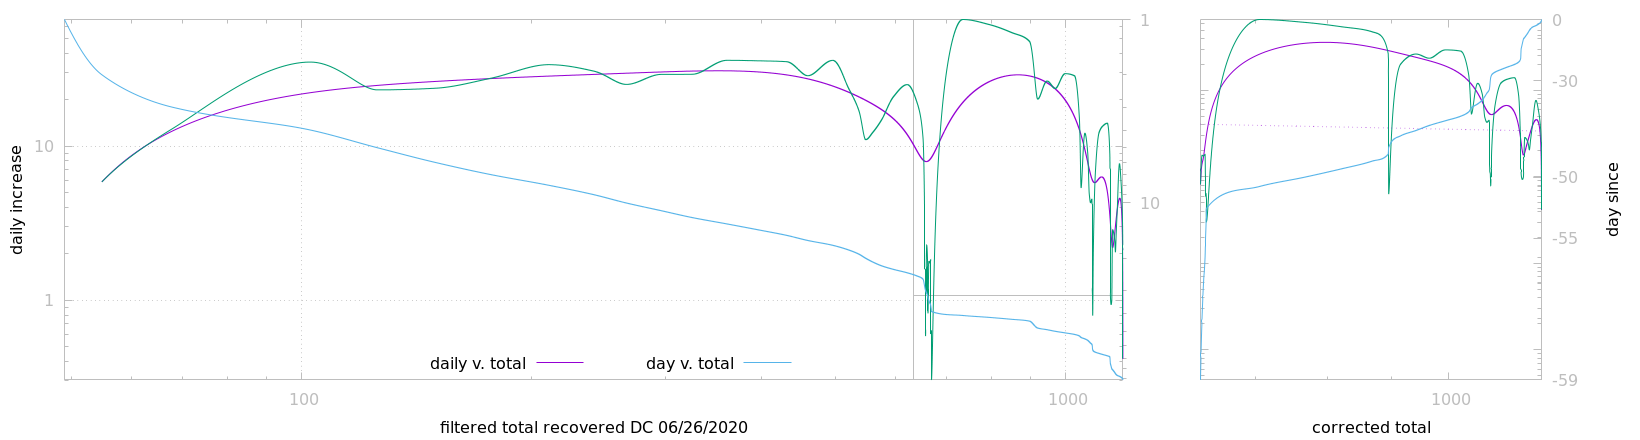 daily increase
10
1
daily v. total
day v. total
100
1000
filtered total recovered DC 06/26/2020
1
10
1000
corrected total
0
-30
-50
-55
-59
day since